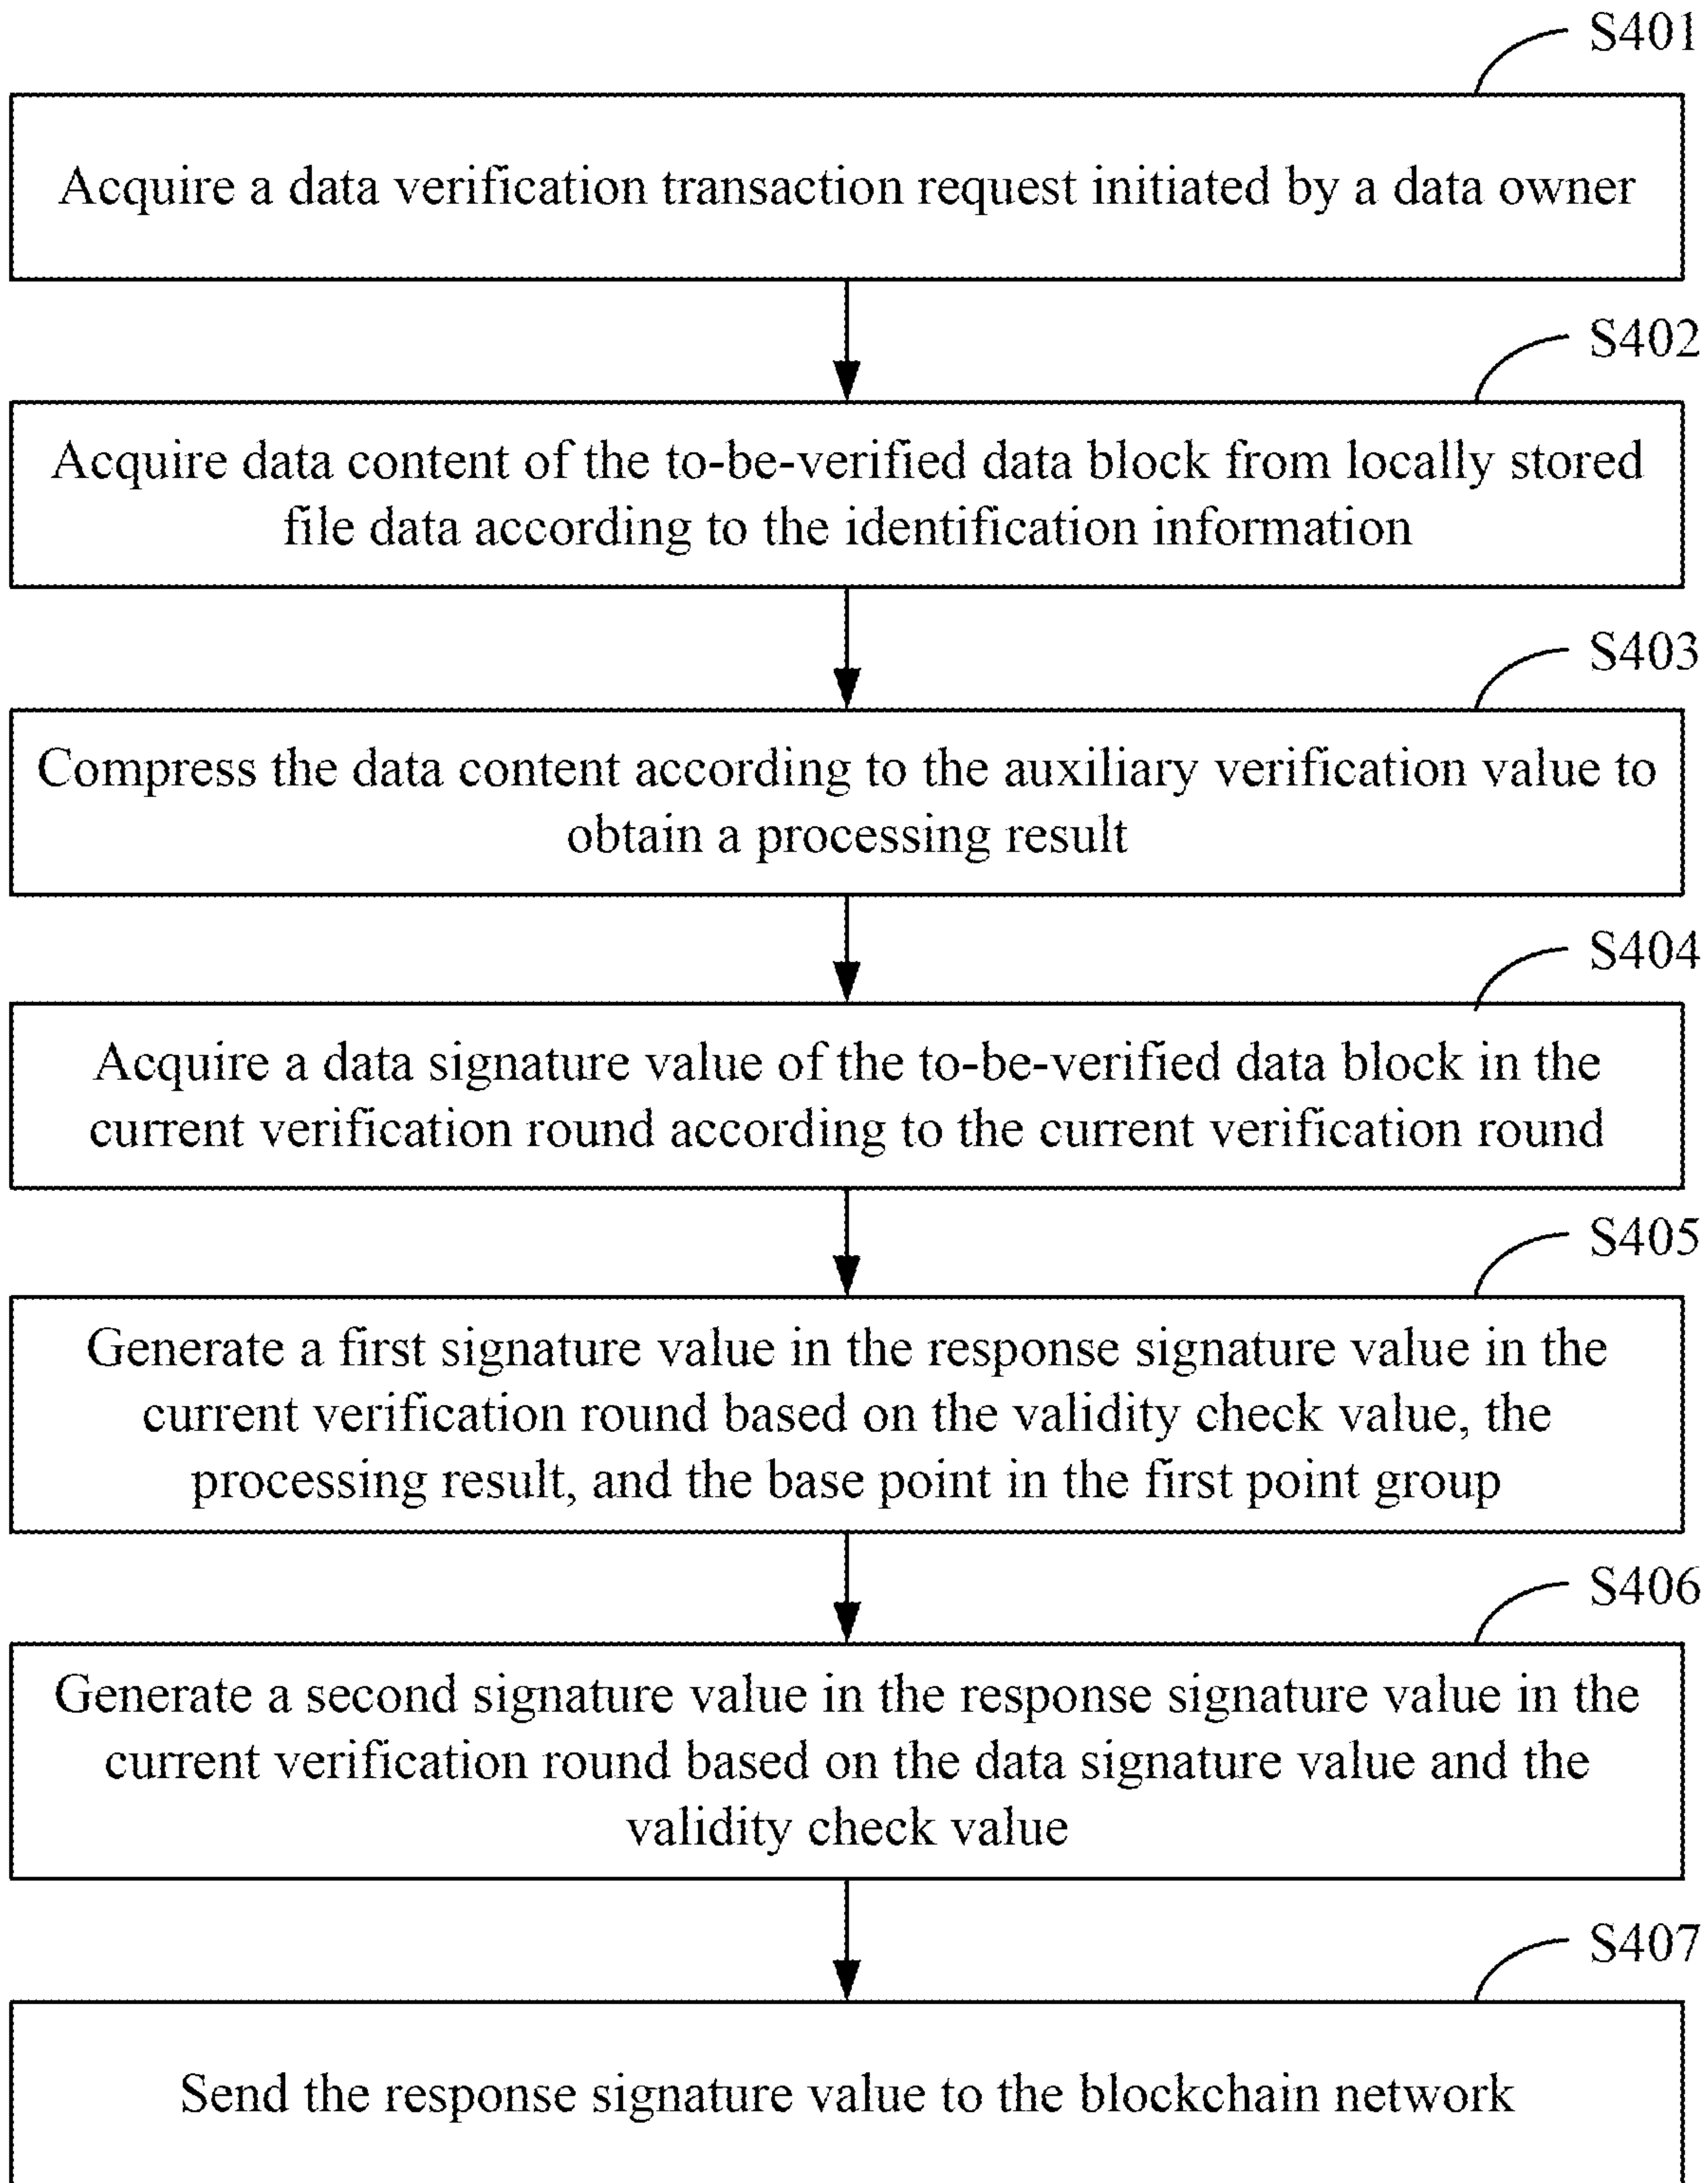 S401
Acquire a data verification transaction request initiated by a data owner
S402
Acquire data content of the to-be-verified data block from locally stored
file data according to the identification information
S403
Compress the data content according to the auxiliary verification value to
obtain a processing result
S404
Acquire a data signature value of the to-be-verified data block in the
current verification round according to the current verification round
S405
Generate a first signature value in the response signature value in the
current verification round based on the validity check value, the
processing result, and the base point in the first point group
S406
Generate a second signature value in the response signature value in the
current verification round based on the data signature value and the
validity check value
S407
Send the response signature value to the blockchain network